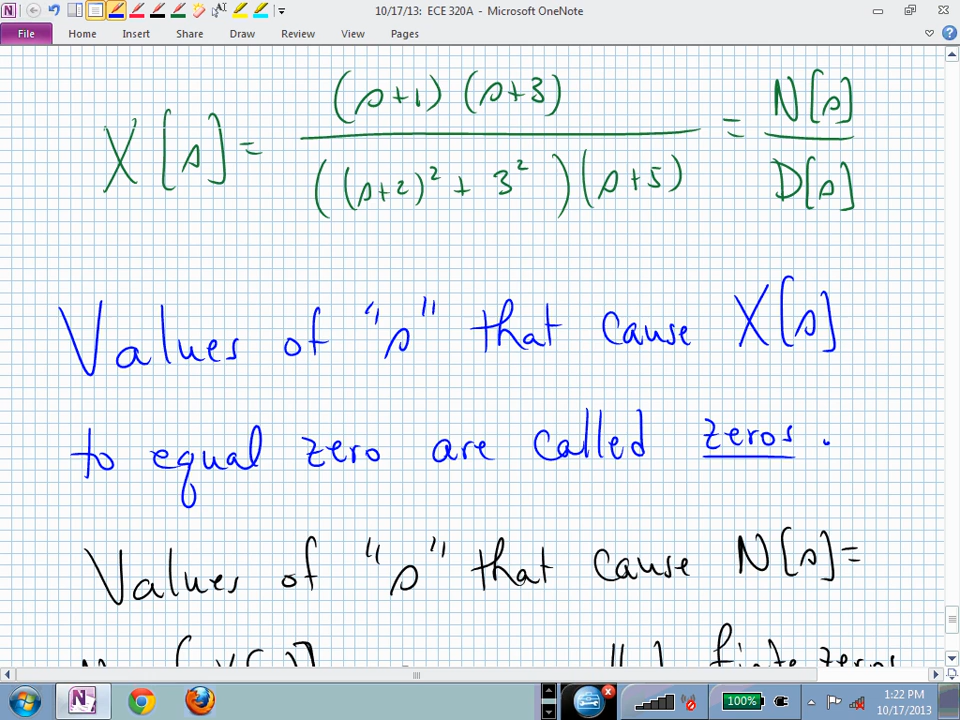 10/17/13: ECE 320A - Microsoft OneNote
File Home Insert Share Draw Review View Pages
X[s] = (s+1) (s+3) / ((s+2)² + 3²)(s+5) = N[s] / D[s]
Values of "s" that cause X[s]
to equal zero are called zeros.
Values of "s" that cause N[s]=
finite zeros
100%
1:22 PM
10/17/2013